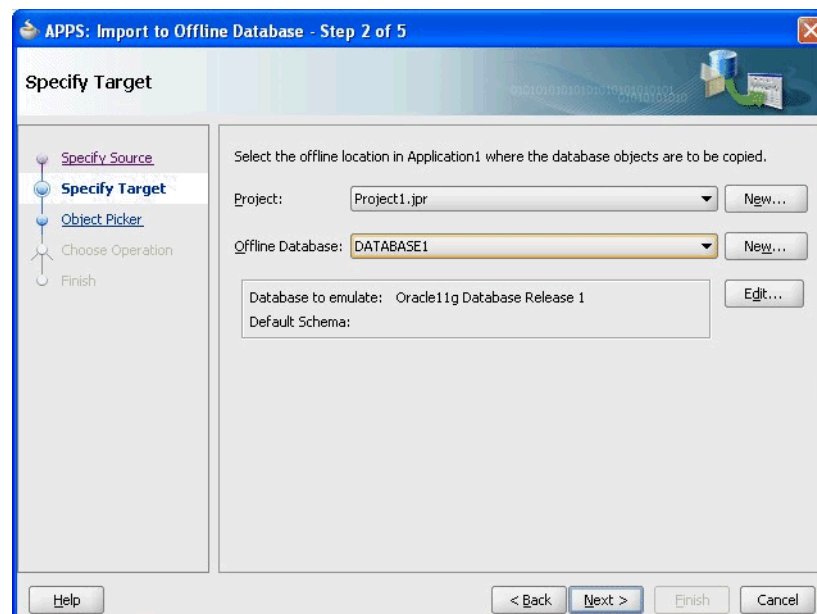 APPS: Import to Offline Database - Step 2 of 5
Specify Target
Specify Source
Specify Target
Object Picker
Choose Operation
Finish
Select the offline location in Application1 where the database objects are to be copied.
Project: Project1.jpr New...
Offline Database: DATABASE1 New...
Database to emulate: Oracle11g Database Release 1 Edit...
Default Schema:
Help < Back Next > Finish Cancel